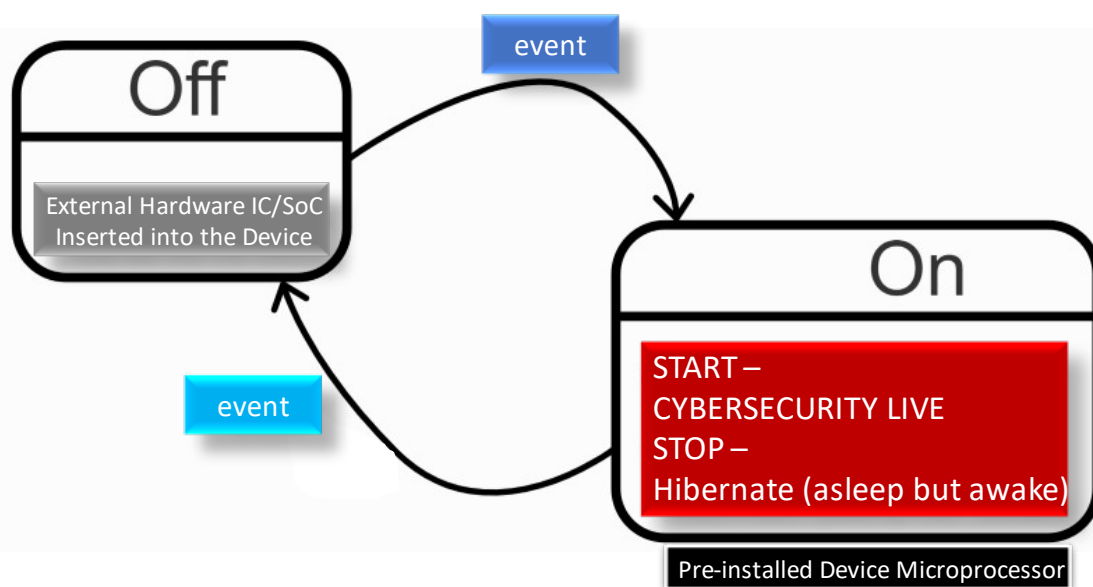 event
Off
External Hardware IC/SoC
Inserted into the Device
On
START –
CYBERSECURITY LIVE
STOP –
Hibernate (asleep but awake)
event
Pre-installed Device Microprocessor